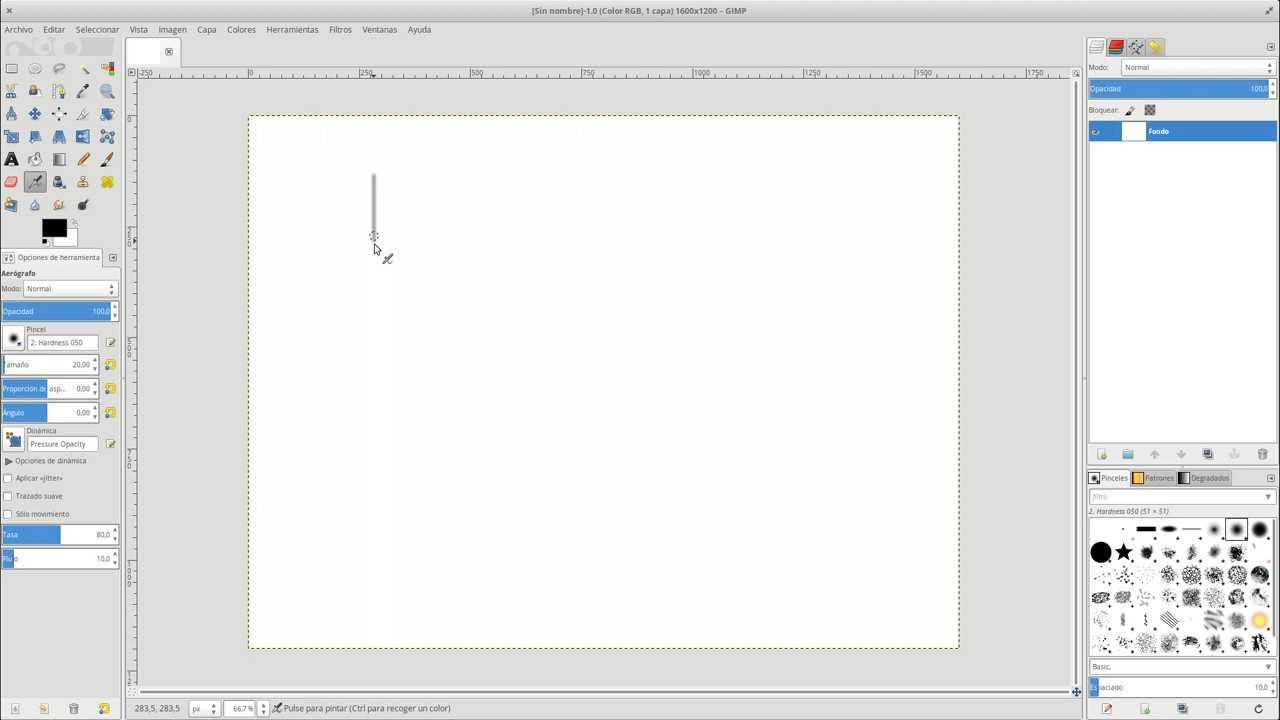 [Sin nombre]-1.0 (Color RGB, 1 capa) 1600x1200 – GIMP
Archivo Editar Seleccionar Vista Imagen Capa Colores Herramientas Filtros Ventanas Ayuda
Modo: Normal
Opacidad 100,0
Bloquear:
Fondo
250 0 250 500 750 1000 1250 1500 1750
Opciones de herramienta
Aerógrafo
Modo: Normal
Opacidad 100,0
Pincel
2. Hardness 050
Tamaño 20,00
Proporción de asp... 0,00
Ángulo 0,00
Dinámica
Pressure Opacity
Opciones de dinámica
Aplicar «jitter»
Trazado suave
Sólo movimiento
Tasa 80,0
Flujo 10,0
Pinceles Patrones Degradados
filtro
2. Hardness 050 (51 × 51)
Basic,
Espaciado 10,0
283,5, 283,5 px 66,7% Pulse para pintar (Ctrl para recoger un color)